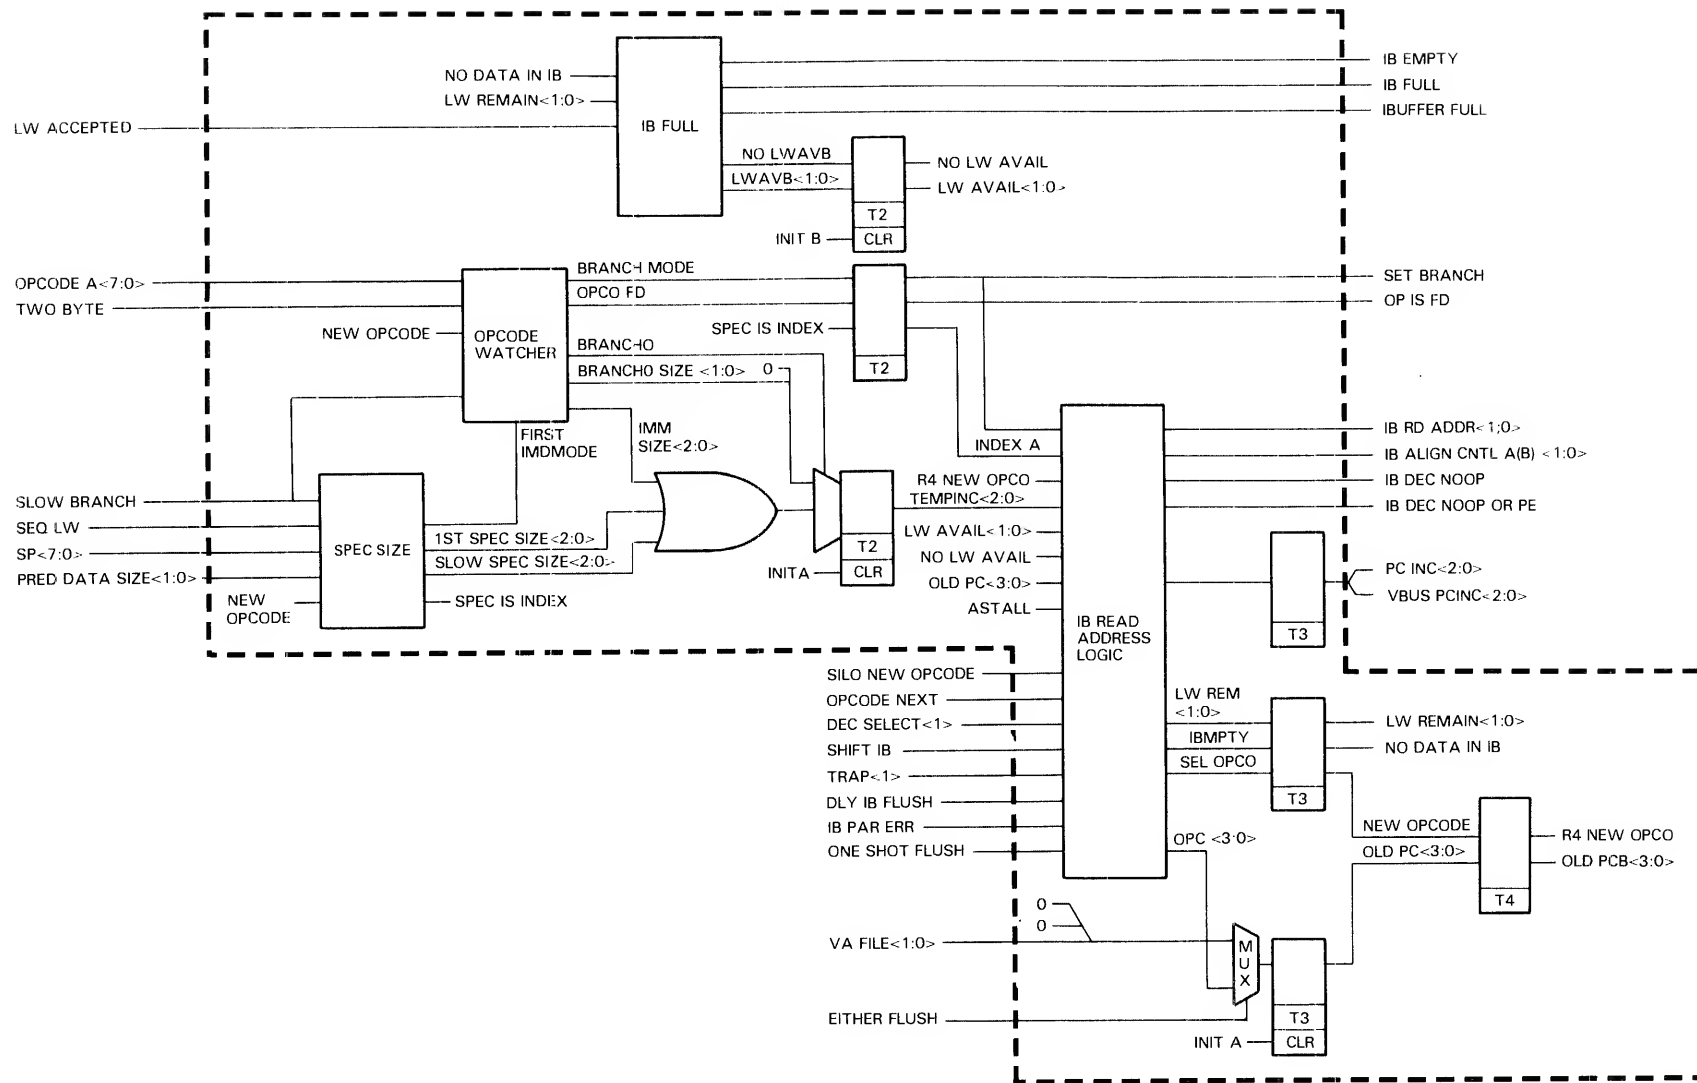 IB EMPTY
NO DATA IN IB
IB FULL
LW REMAIN<1:0>
IBUFFER FULL
LW ACCEPTED
IB FULL
NO LWAVB
NO LW AVAIL
LWAVB<1:0>
LW AVAIL<1:0>
T2
INIT B
CLR
BRANCH MODE
SET BRANCH
OPCODE A<7:0>
OPCO FD
OP IS FD
TWO BYTE
SPEC IS INDEX
NEW OPCODE
OPCODE
WATCHER
BRANCHO
BRANCHO SIZE <1:0>
0
T2
FIRST
IMDMODE
IMM
SIZE<2:0>
IB RD ADDR<1;0>
INDEX A
IB ALIGN CNTL A(B) <1:0>
R4 NEW OPCO
IB DEC NOOP
TEMPINC<2:0>
IB DEC NOOP OR PE
SLOW BRANCH
SEQ LW
SP<7:0>
PRED DATA SIZE<1:0>
SPEC SIZE
1ST SPEC SIZE<2:0>
SLOW SPEC SIZE<2:0>
T2
INITA
CLR
LW AVAIL<1:0>
NO LW AVAIL
OLD PC<3:0>
ASTALL
PC INC<2:0>
VBUS PCINC<2:0>
NEW
OPCODE
SPEC IS INDEX
IB READ
ADDRESS
LOGIC
T3
SILO NEW OPCODE
OPCODE NEXT
DEC SELECT<1>
SHIFT IB
TRAP<1>
DLY IB FLUSH
IB PAR ERR
ONE SHOT FLUSH
LW REM
<1:0>
IBMPTY
SEL OPCO
LW REMAIN<1:0>
NO DATA IN IB
T3
OPC <3:0>
NEW OPCODE
OLD PC<3:0>
R4 NEW OPCO
OLD PCB<3:0>
T4
0
0
VA FILE<1:0>
MUX
EITHER FLUSH
T3
INIT A
CLR